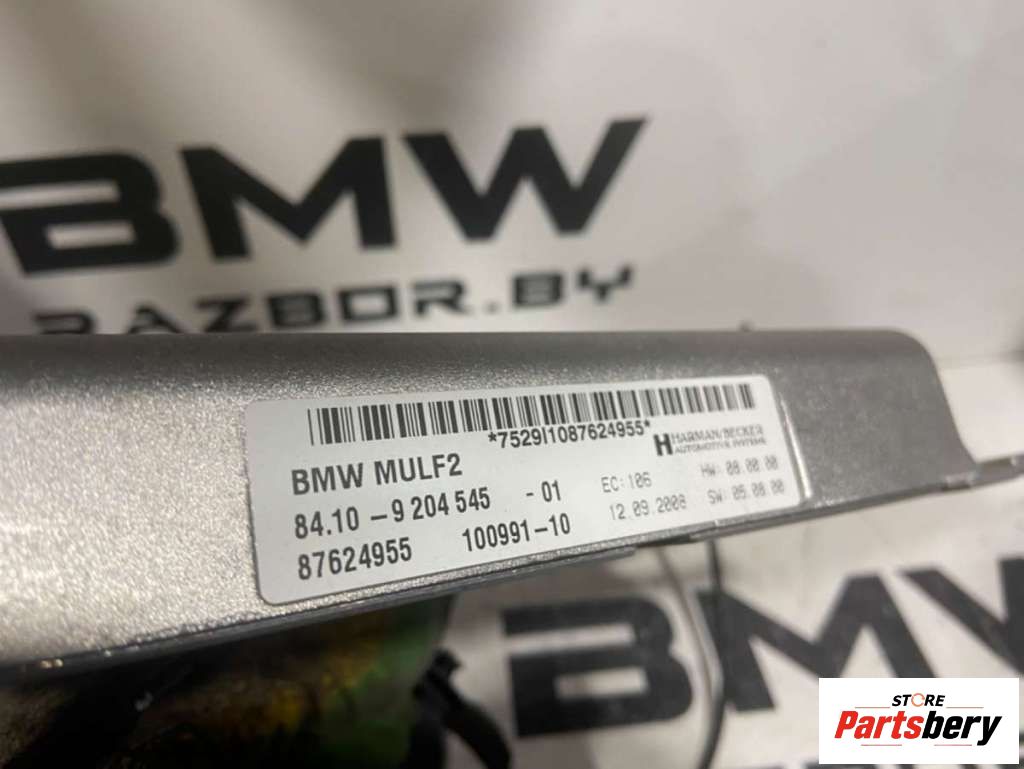 BMW
RAZBOR.BY
*7529I1087624955*
HARMAN/BECKER
AUTOMOTIVE SYSTEMS
BMW MULF2
84.10 - 9 204 545 - 01
EC:106
HW: 08.00.00
87624955
100991-10
12.09.2008
SW: 05.08.00
BMW
STORE
Partsbery